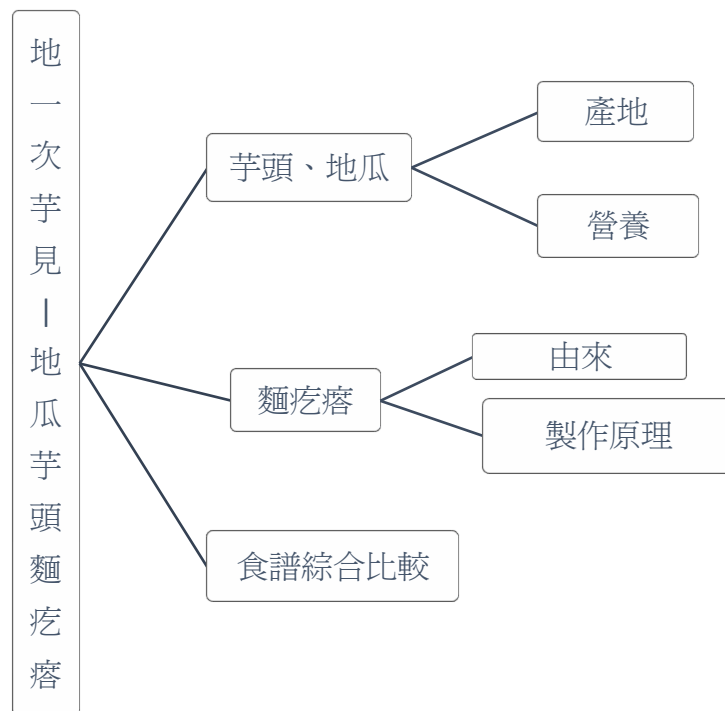 地一次芋見|地瓜芋頭麵疙瘩
芋頭、地瓜
產地
營養
麵疙瘩
由來
製作原理
食譜綜合比較